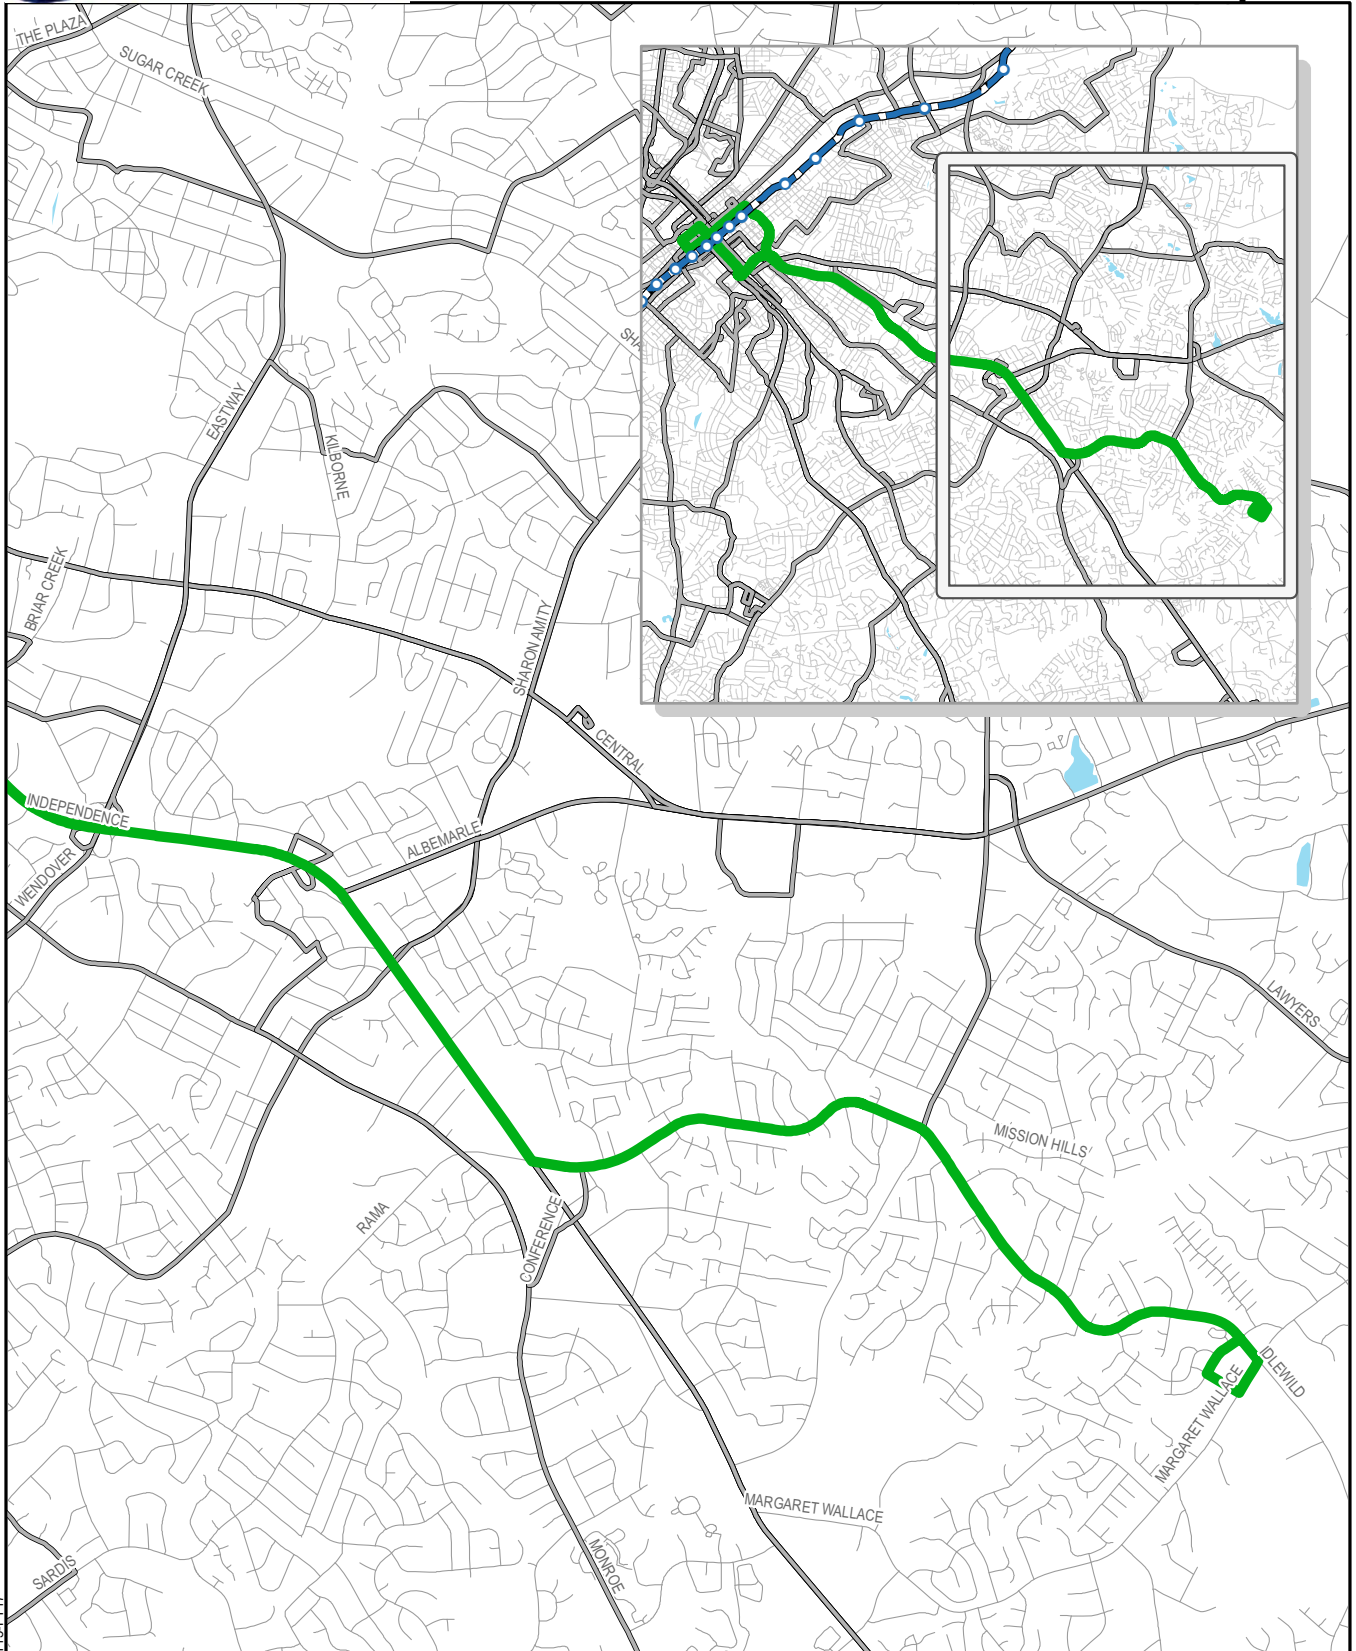 THE PLAZA
SUGAR CREEK
EASTWAY
KILBORNE
BRIAR CREEK
SHARON AMITY
CENTRAL
INDEPENDENCE
ALBEMARLE
WENDOVER
LAWYERS
MISSION HILLS
RAMA
CONFERENCE
IDLEWILD
MARGARET WALLACE
MARGARET WALLACE
MONROE
SARDIS